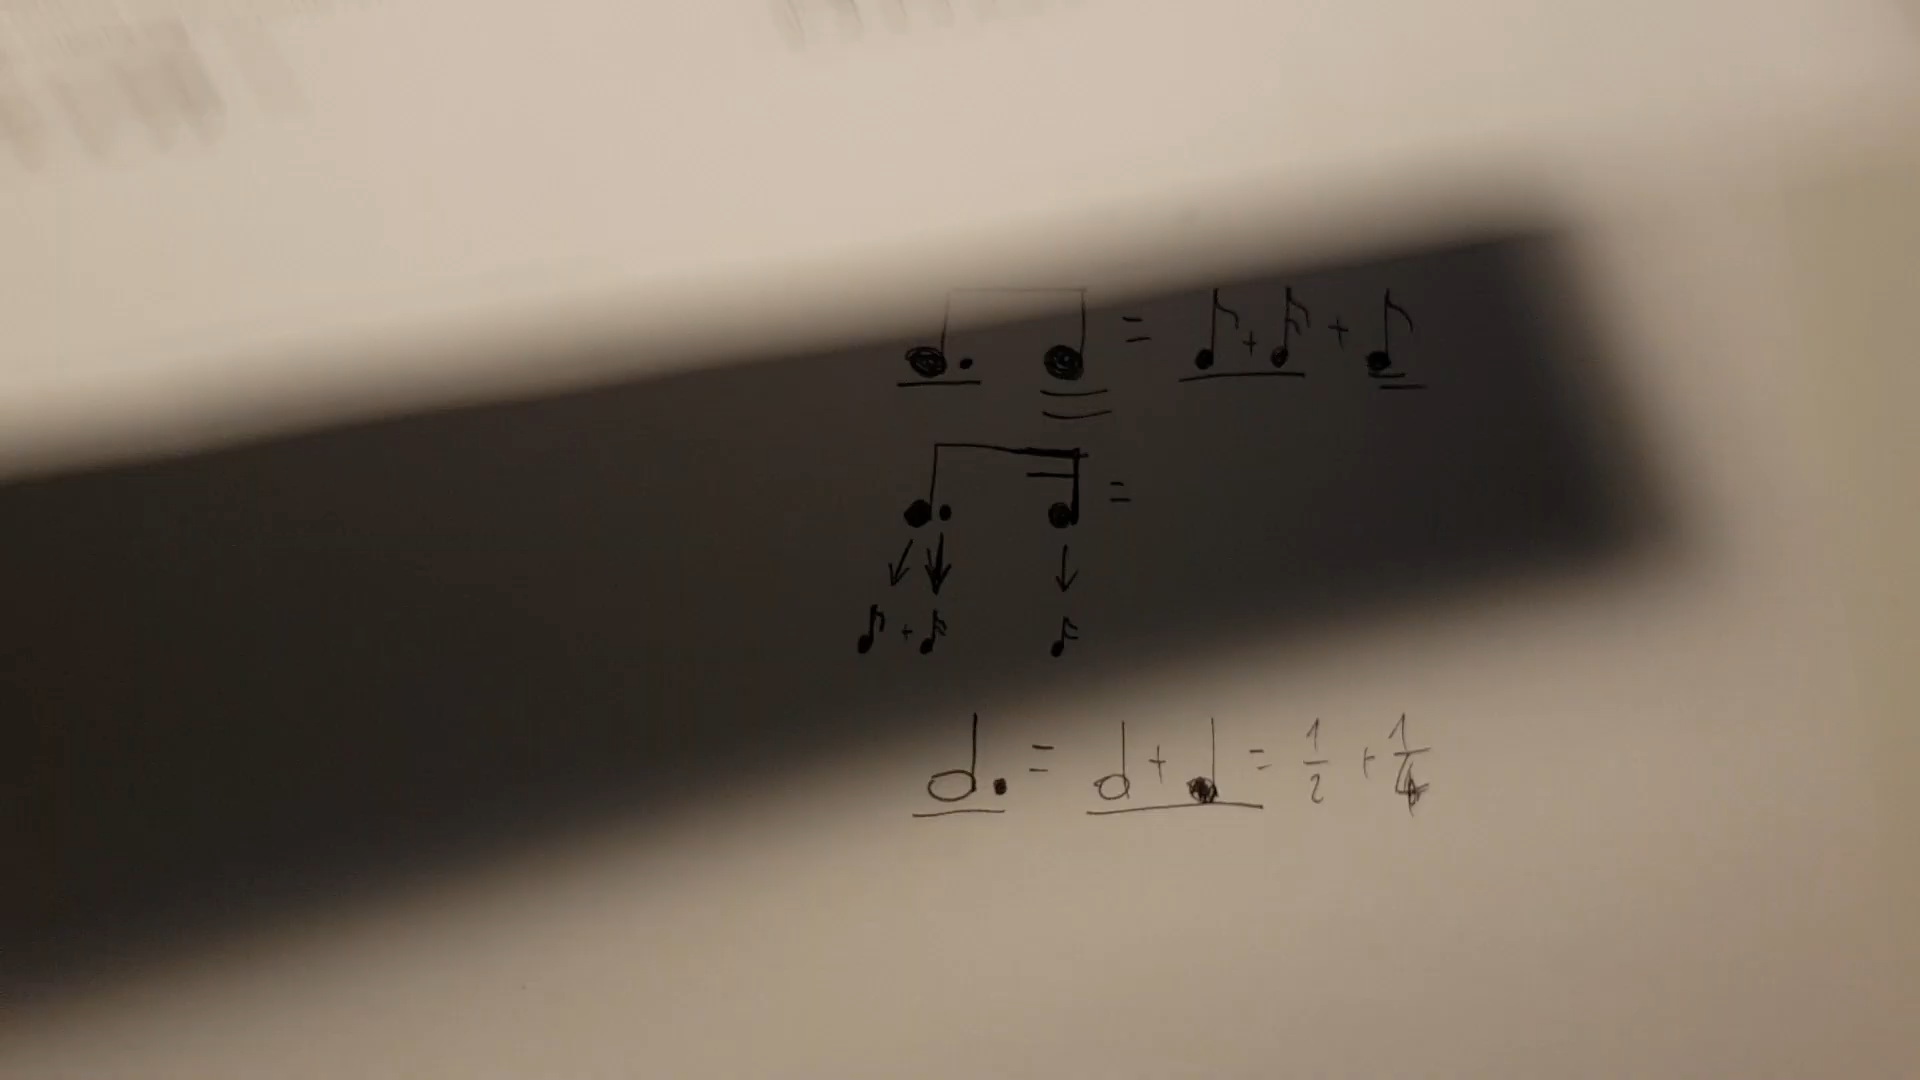 ♩. ♪ = ♪ + 𝅘𝅥𝅯 + ♪
♪. 𝅘𝅥𝅯 =
↙ ↓ ↓
♪ + 𝅘𝅥𝅯 𝅘𝅥𝅯
𝅗𝅥. = 𝅗𝅥 + ♩ = 1/2 + 1/4